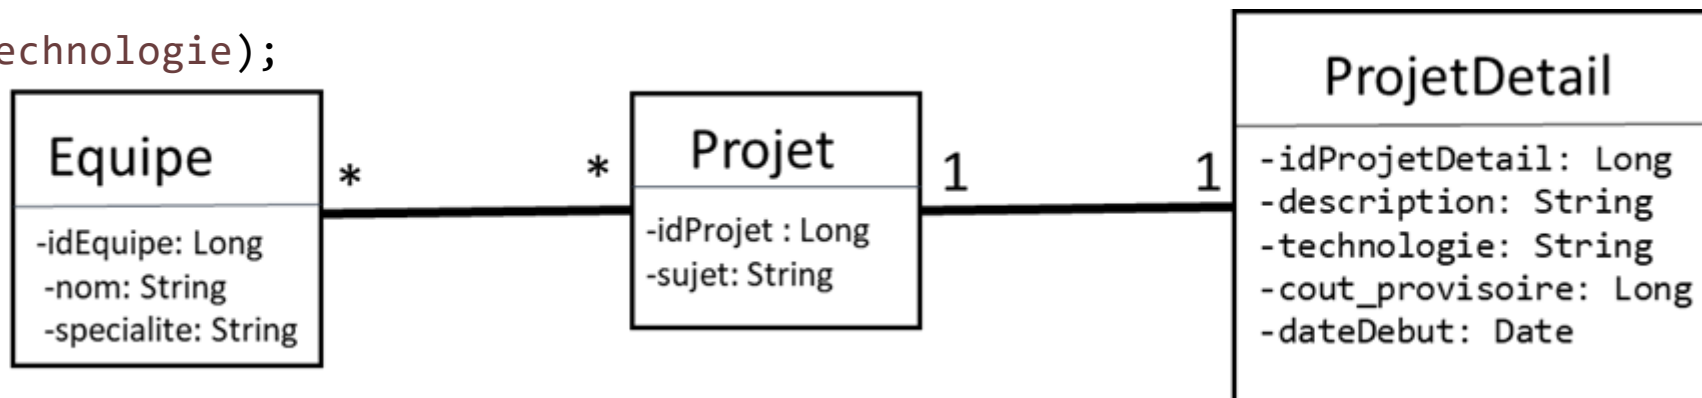 echnologie);
Equipe
-idEquipe: Long
-nom: String
-specialite: String
*
*
Projet
-idProjet : Long
-sujet: String
1
1
ProjetDetail
-idProjetDetail: Long
-description: String
-technologie: String
-cout_provisoire: Long
-dateDebut: Date